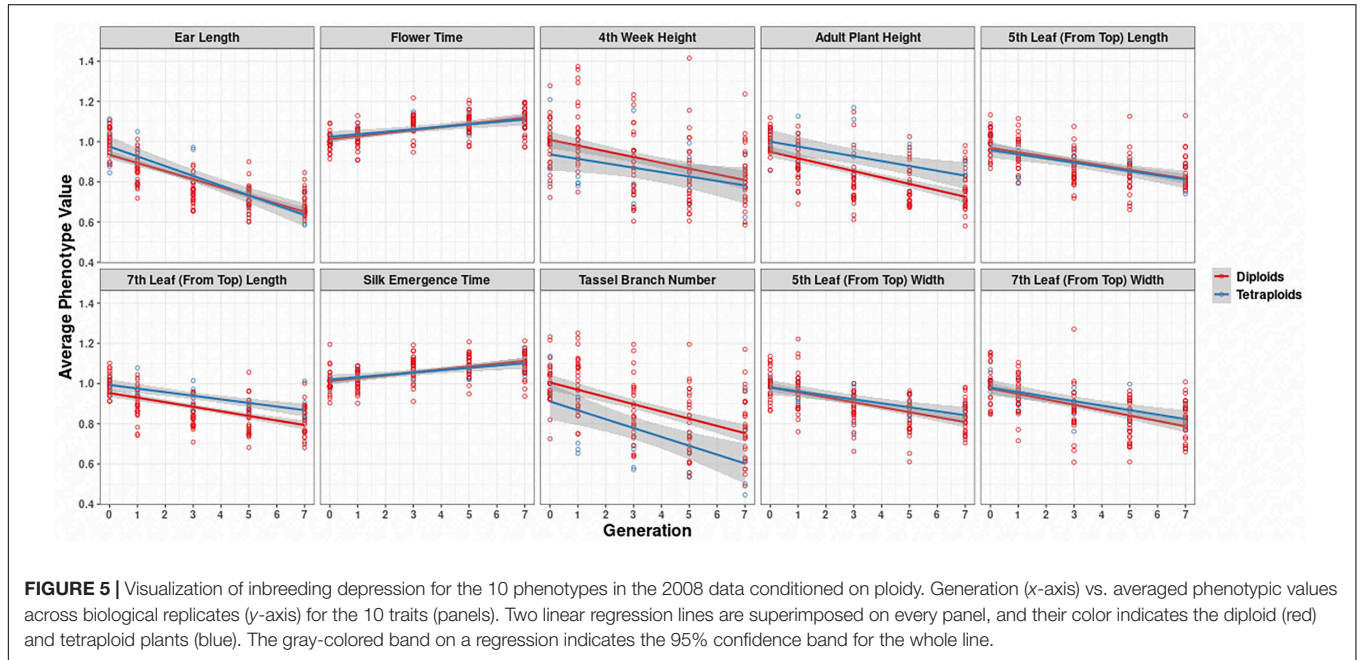 Ear Length Flower Time 4th Week Height Adult Plant Height 5th Leaf (From Top) Length
1.4
1.2
1.0
0.8
0.6
0.4
7th Leaf (From Top) Length Silk Emergence Time Tassel Branch Number 5th Leaf (From Top) Width 7th Leaf (From Top) Width
1.4
1.2
1.0
0.8
0.6
0.4
0 1 2 3 4 5 6 7 0 1 2 3 4 5 6 7 0 1 2 3 4 5 6 7 0 1 2 3 4 5 6 7 0 1 2 3 4 5 6 7
Average Phenotype Value
Generation
Diploids
Tetraploids
FIGURE 5 | Visualization of inbreeding depression for the 10 phenotypes in the 2008 data conditioned on ploidy. Generation (x-axis) vs. averaged phenotypic values
across biological replicates (y-axis) for the 10 traits (panels). Two linear regression lines are superimposed on every panel, and their color indicates the diploid (red)
and tetraploid plants (blue). The gray-colored band on a regression indicates the 95% confidence band for the whole line.